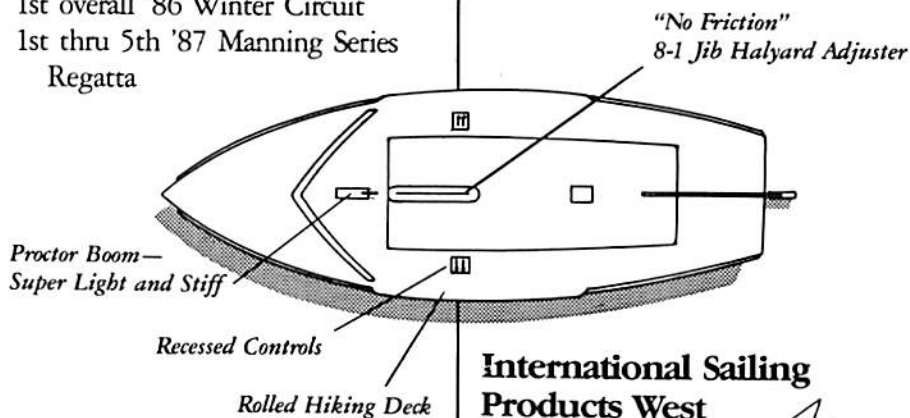 1st overall '86 Winter Circuit
1st thru 5th '87 Manning Series
Regatta
"No Friction"
8-1 Jib Halyard Adjuster
Proctor Boom—
Super Light and Stiff
Recessed Controls
Rolled Hiking Deck
International Sailing
Products West